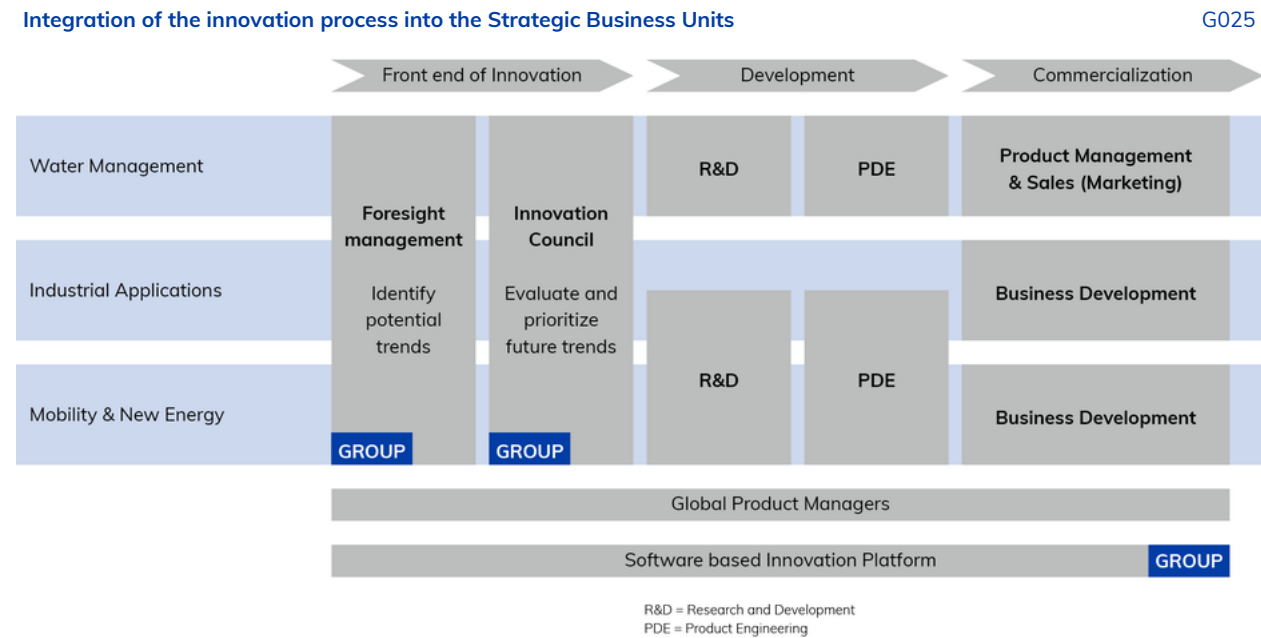 Integration of the innovation process into the Strategic Business Units
G025
Front end of Innovation
Development
Commercialization
Water Management
Industrial Applications
Mobility & New Energy
Foresight
management
Identify
potential
trends
GROUP
Innovation
Council
Evaluate and
prioritize
future trends
GROUP
R&D
PDE
Product Management
& Sales (Marketing)
Business Development
R&D
PDE
Business Development
Global Product Managers
Software based Innovation Platform
GROUP
R&D = Research and Development
PDE = Product Engineering